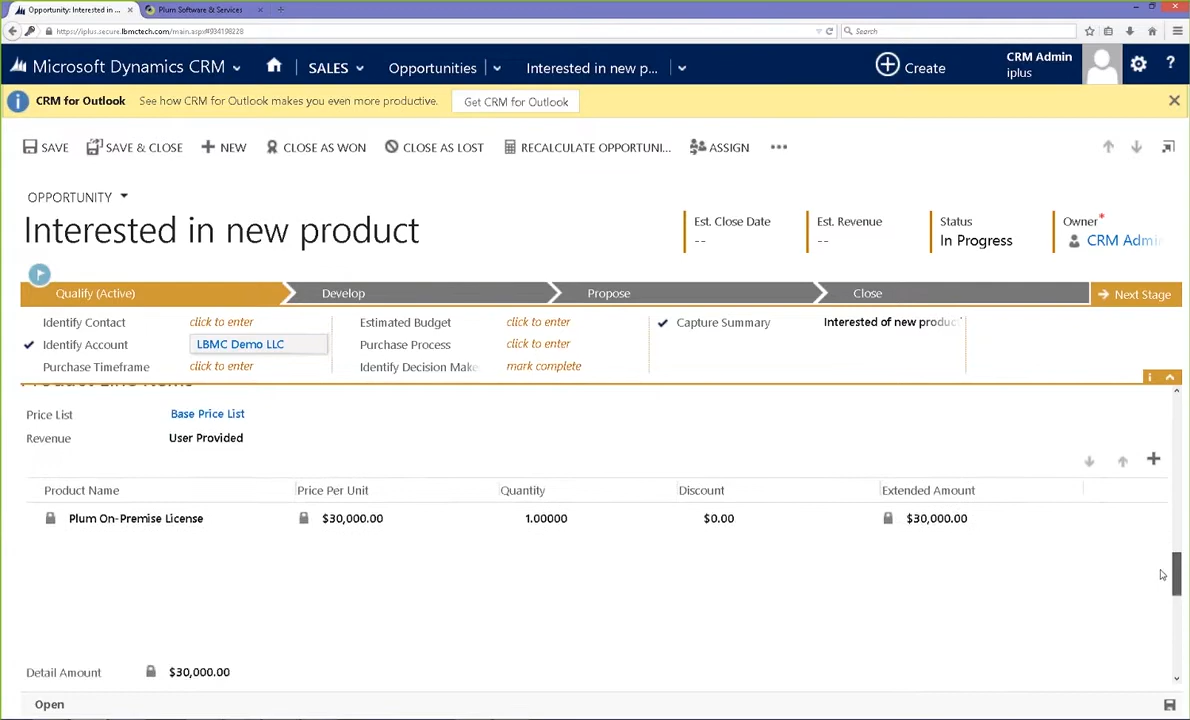 Opportunity: Interested in ...
Plum Software & Services
https://iplus.secure.lbmctech.com/main.aspx#934198228
Search
Microsoft Dynamics CRM
SALES
Opportunities
Interested in new p...
Create
CRM Admin
iplus
?
CRM for Outlook
See how CRM for Outlook makes you even more productive.
Get CRM for Outlook
SAVE
SAVE & CLOSE
NEW
CLOSE AS WON
CLOSE AS LOST
RECALCULATE OPPORTUNI...
ASSIGN
OPPORTUNITY
Interested in new product
Est. Close Date
--
Est. Revenue
--
Status
In Progress
Owner*
CRM Admi
Qualify (Active)
Develop
Propose
Close
Next Stage
Identify Contact
click to enter
Estimated Budget
click to enter
Capture Summary
Interested of new produc
Identify Account
LBMC Demo LLC
Purchase Process
click to enter
Purchase Timeframe
click to enter
Identify Decision Make
mark complete
Product Line Items
Price List
Base Price List
Revenue
User Provided
Product Name
Price Per Unit
Quantity
Discount
Extended Amount
Plum On-Premise License
$30,000.00
1.00000
$0.00
$30,000.00
Detail Amount
$30,000.00
Open